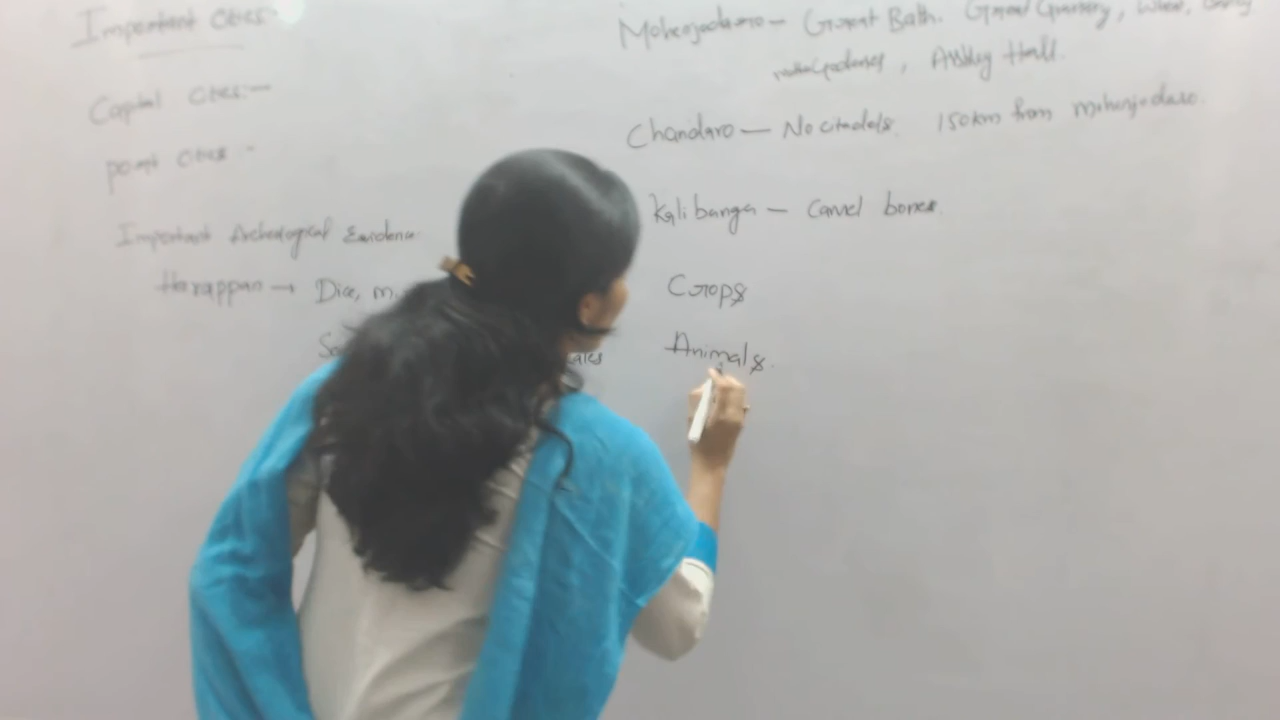 Important Cities:-
Capital Cities:-
port Cities :-
Important Archeological Evidence
Harappan → Dice, m
Mohenjodaro - Great Bath. Great Granary,
, Assbly Hall.
Chandaro - No citadels. 150km from mohenjodaro.
Kalibanga - Camel bones.
Crops
Animals.